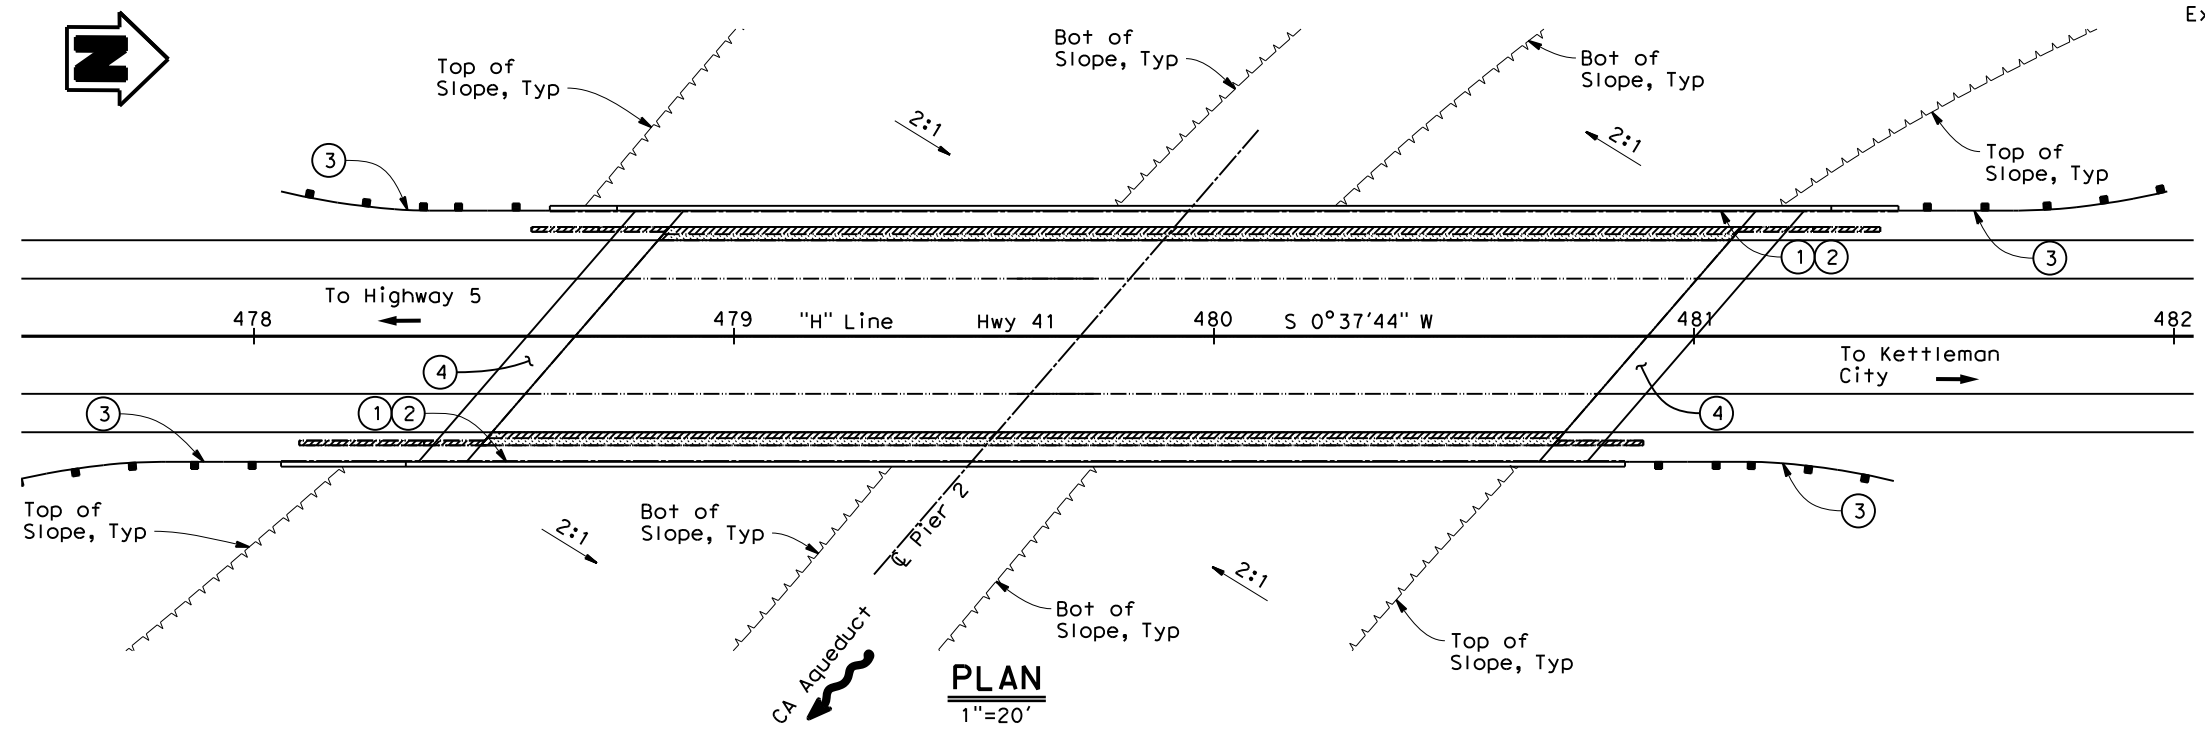 Ex
N
Top of
Slope, Typ
Bot of
Slope, Typ
Bot of
Slope, Typ
2:1
2:1
Top of
Slope, Typ
3
1 2
3
To Highway 5
478
479
"H" Line
Hwy 41
480
S 0°37'44" W
481
482
To Kettleman
City
4
4
3
1 2
3
Top of
Slope, Typ
2:1
Bot of
Slope, Typ
℄ Pier 2
2:1
Bot of
Slope, Typ
Top of
Slope, Typ
CA Aqueduct
PLAN
1"=20'